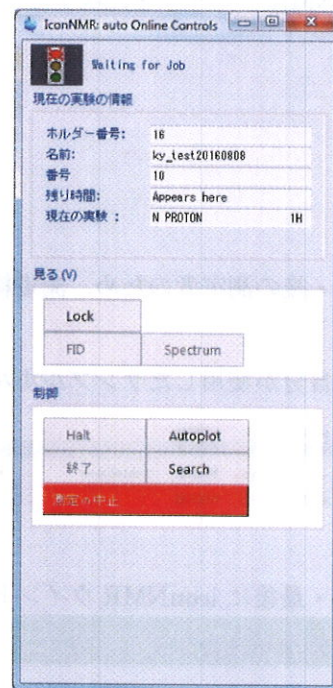 IconNMR: auto Online Controls
Waiting for Job
現在の実験の情報
ホルダー番号: 16
名前: ky_test20160808
番号 10
残り時間: Appears here
現在の実験 : N PROTON 1H
見る (V)
Lock
FID Spectrum
制御
Halt Autoplot
終了 Search
測定の中止